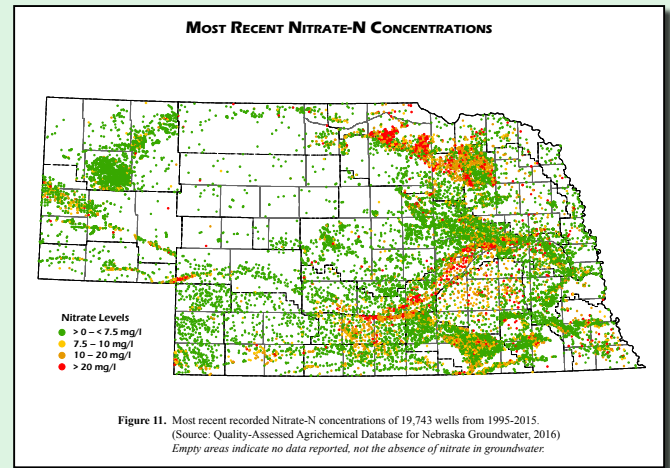 Most Recent Nitrate-N Concentrations
Nitrate Levels
> 0 – < 7.5 mg/l
7.5 – 10 mg/l
10 – 20 mg/l
> 20 mg/l
Figure 11. Most recent recorded Nitrate-N concentrations of 19,743 wells from 1995-2015.
(Source: Quality-Assessed Agrichemical Database for Nebraska Groundwater, 2016)
Empty areas indicate no data reported, not the absence of nitrate in groundwater.